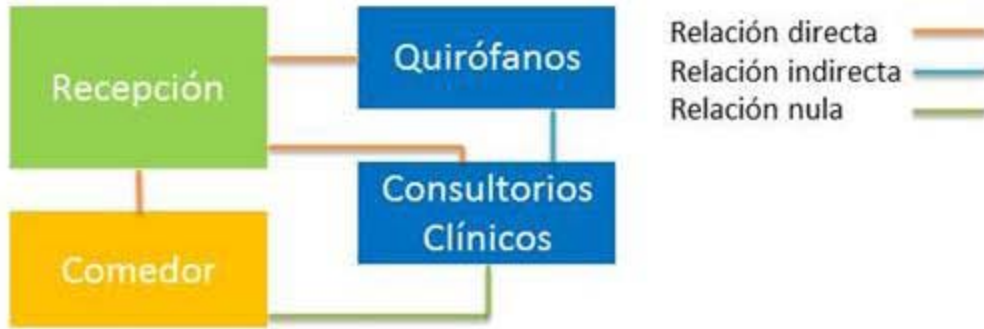 Recepción
Quirófanos
Consultorios
Clínicos
Comedor
Relación directa
Relación indirecta
Relación nula